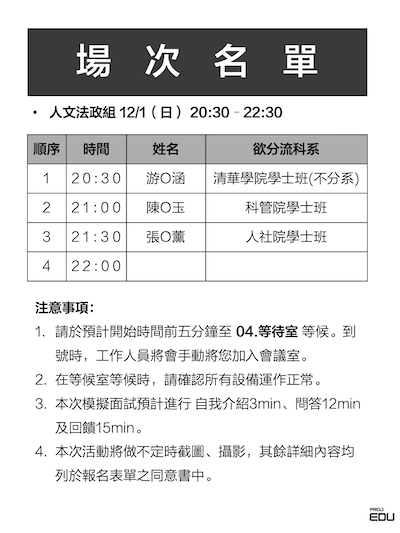 場次名單
• 人文法政組 12/1（日） 20:30 - 22:30
順序 時間 姓名 欲分流科系
1 20:30 游O涵 清華學院學士班(不分系)
2 21:00 陳O玉 科管院學士班
3 21:30 張O薰 人社院學士班
4 22:00
注意事項：
1. 請於預計開始時間前五分鐘至 04.等待室 等候。到
號時，工作人員將會手動將您加入會議室。
2. 在等候室等候時，請確認所有設備運作正常。
3. 本次模擬面試預計進行 自我介紹3min、問答12min
及回饋15min。
4. 本次活動將做不定時截圖、攝影，其餘詳細內容均
列於報名表單之同意書中。
PROJ.
EDU